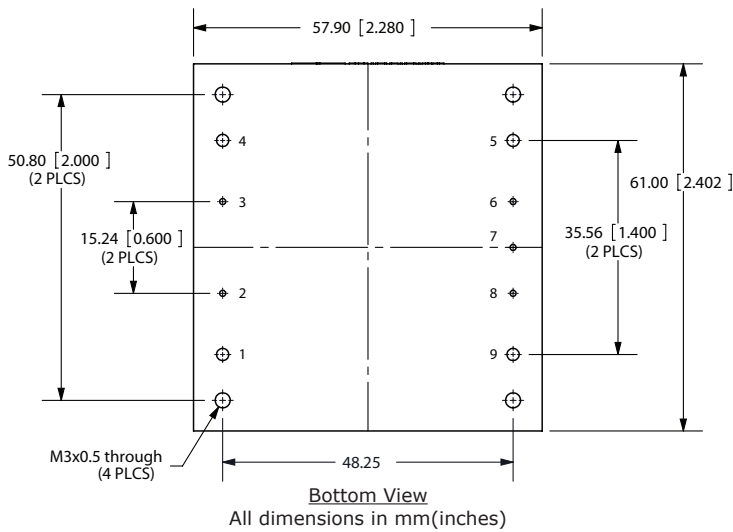 57.90 [2.280]
50.80 [2.000]
(2 PLCS)
4
5
61.00 [2.402]
15.24 [0.600]
(2 PLCS)
3
6
35.56 [1.400]
(2 PLCS)
7
2
8
1
9
M3x0.5 through
(4 PLCS)
48.25
Bottom View
All dimensions in mm(inches)